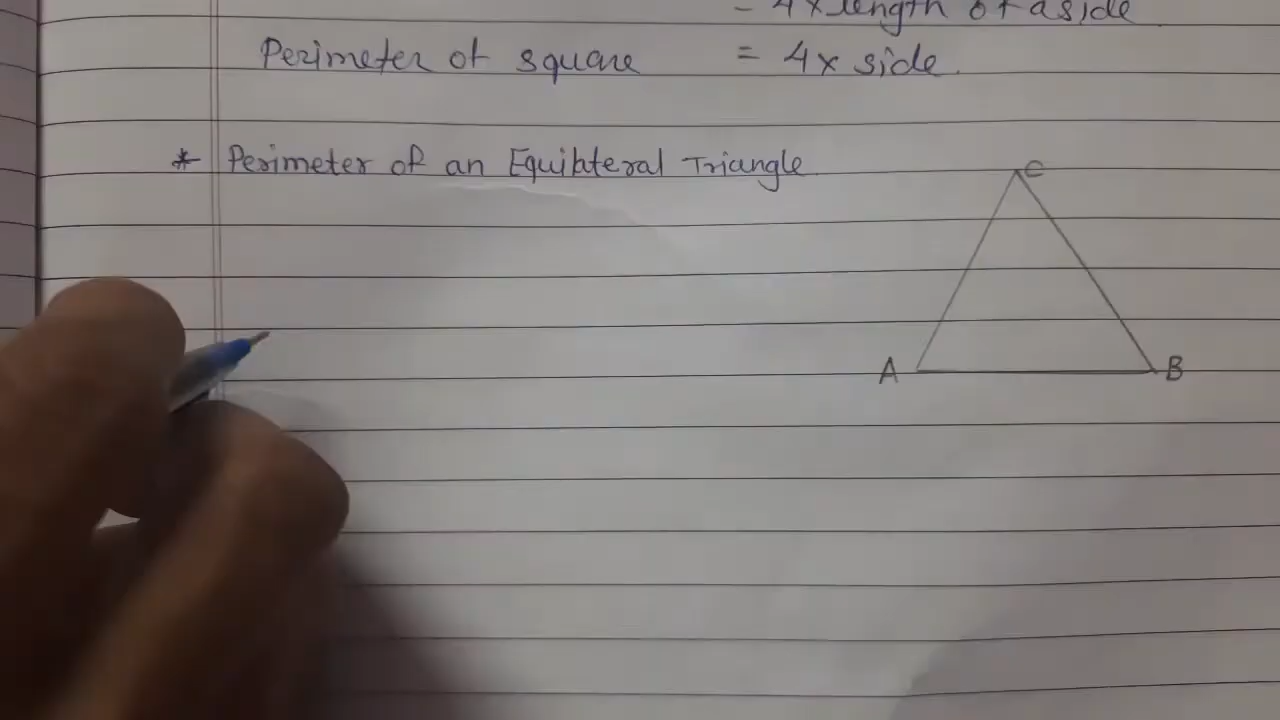 = 4 x length of a side
Perimeter of square = 4 x side.
* Perimeter of an Equilateral Triangle
C
A B